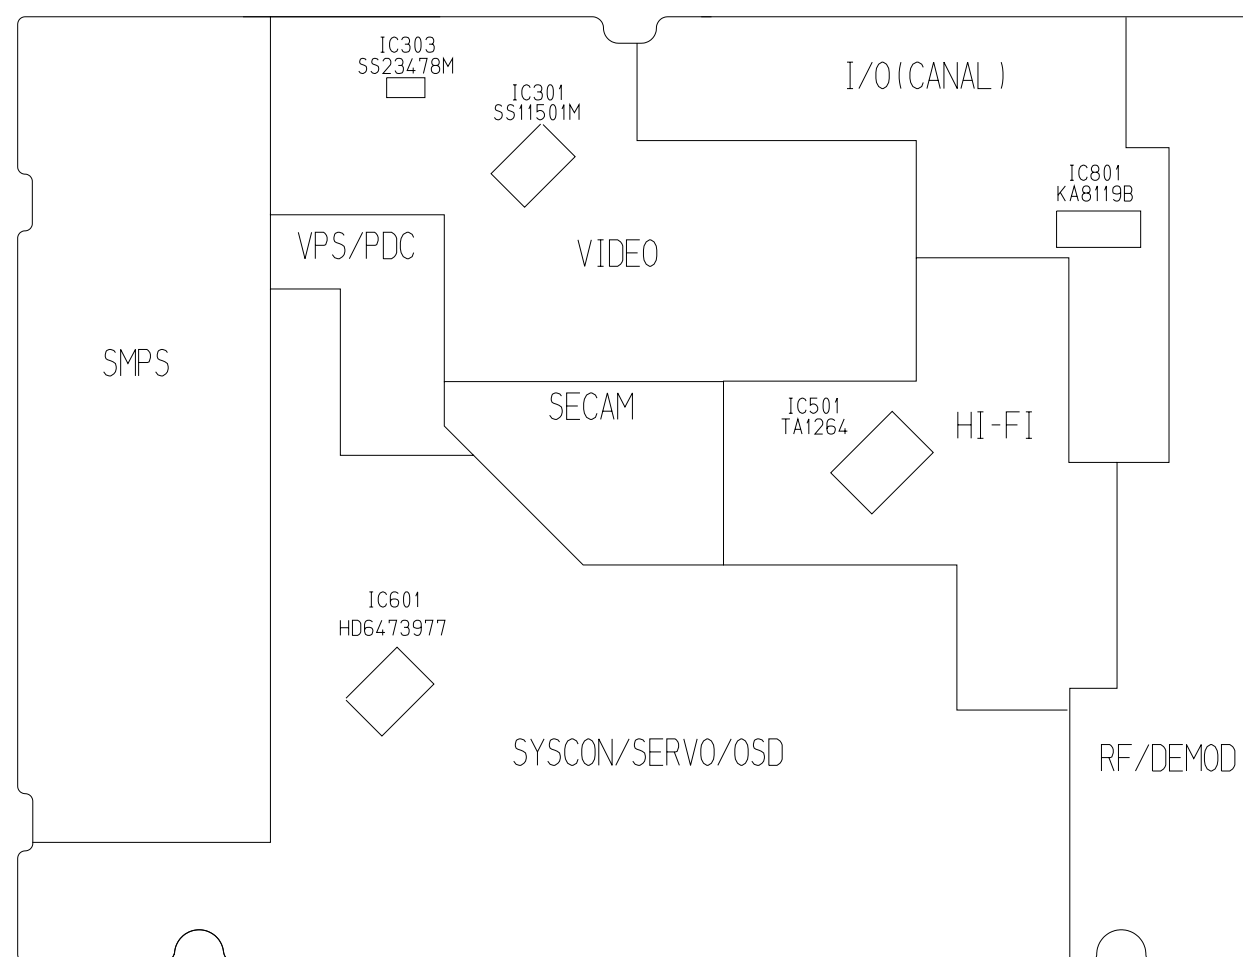 IC303
SS23478M
IC301
SS11501M
I/O(CANAL)
IC801
KA8119B
VPS/PDC
VIDEO
SMPS
SECAM
IC501
TA1264
HI-FI
IC601
HD6473977
SYSCON/SERVO/OSD
RF/DEMOD